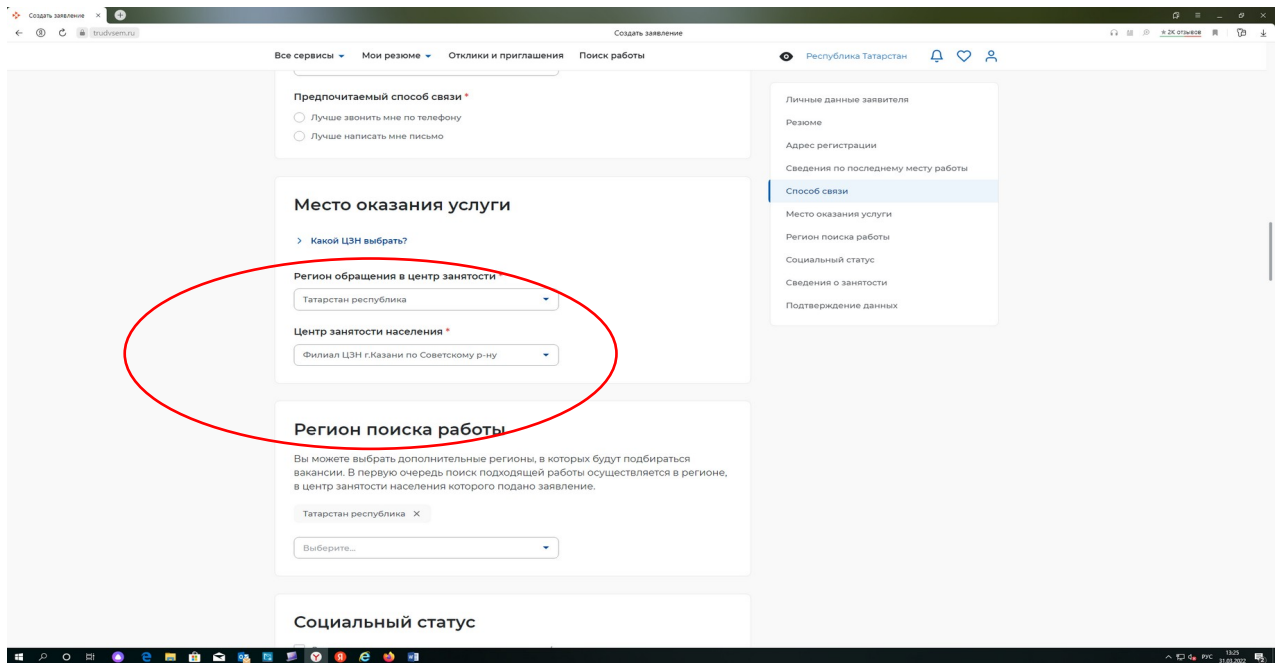 Создать заявление
trudvsem.ru
Создать заявление
2K отзывов
Все сервисы Мои резюме Отклики и приглашения Поиск работы
Республика Татарстан
Предпочитаемый способ связи *
Лучше звонить мне по телефону
Лучше написать мне письмо
Место оказания услуги
Какой ЦЗН выбрать?
Регион обращения в центр занятости *
Татарстан республика
Центр занятости населения *
Филиал ЦЗН г.Казани по Советскому р-ну
Регион поиска работы
Вы можете выбрать дополнительные регионы, в которых будут подбираться
вакансии. В первую очередь поиск подходящей работы осуществляется в регионе,
в центр занятости населения которого подано заявление.
Татарстан республика ×
Выберите...
Социальный статус
Личные данные заявителя
Резюме
Адрес регистрации
Сведения по последнему месту работы
Способ связи
Место оказания услуги
Регион поиска работы
Социальный статус
Сведения о занятости
Подтверждение данных
РУС
13:25
31.03.2022